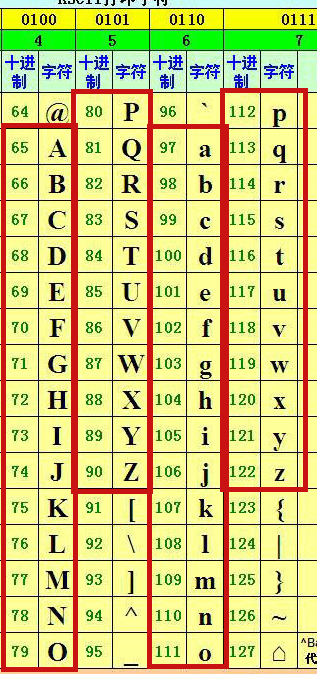 ASCII打印字符
0100 0101 0110 0111
4 5 6 7
十进制 字符 十进制 字符 十进制 字符 十进制 字符
64 @ 80 P 96 ` 112 p
65 A 81 Q 97 a 113 q
66 B 82 R 98 b 114 r
67 C 83 S 99 c 115 s
68 D 84 T 100 d 116 t
69 E 85 U 101 e 117 u
70 F 86 V 102 f 118 v
71 G 87 W 103 g 119 w
72 H 88 X 104 h 120 x
73 I 89 Y 105 i 121 y
74 J 90 Z 106 j 122 z
75 K 91 [ 107 k 123 {
76 L 92 \ 108 l 124 |
77 M 93 ] 109 m 125 }
78 N 94 ^ 110 n 126 ~
79 O 95 _ 111 o 127 ⌂ ^Ba
代